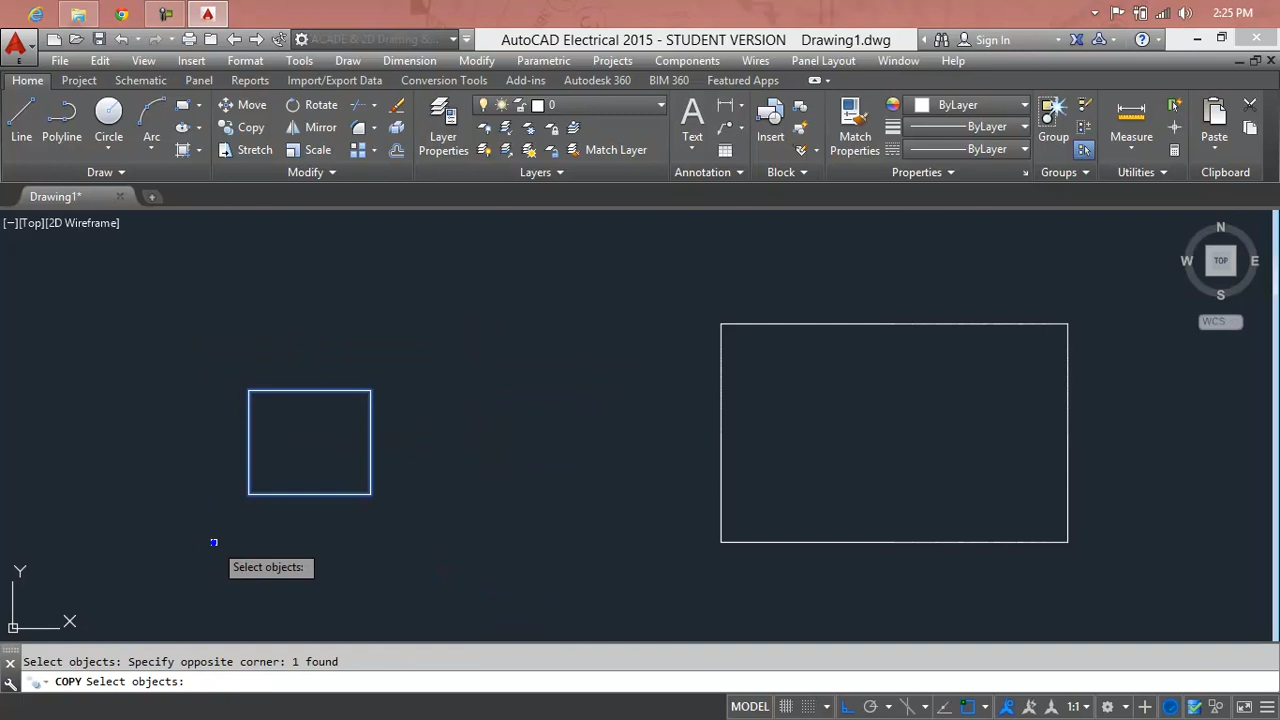 2:25 PM
ACADE & 2D Drafting &...
AutoCAD Electrical 2015 - STUDENT VERSION Drawing1.dwg
Sign In
E
File Edit View Insert Format Tools Draw Dimension Modify Parametric Projects Components Wires Panel Layout Window Help
Home Project Schematic Panel Reports Import/Export Data Conversion Tools Add-ins Autodesk 360 BIM 360 Featured Apps
Line Polyline Circle Arc
Move Rotate
Copy Mirror
Stretch Scale
Layer Properties
0
Match Layer
Text
Insert
Match Properties
ByLayer
ByLayer
ByLayer
Group
Measure
Paste
Draw Modify Layers Annotation Block Properties Groups Utilities Clipboard
Drawing1*
[−][Top][2D Wireframe]
N
W TOP E
S
WCS
Select objects:
Y
X
Select objects: Specify opposite corner: 1 found
COPY Select objects:
MODEL 1:1